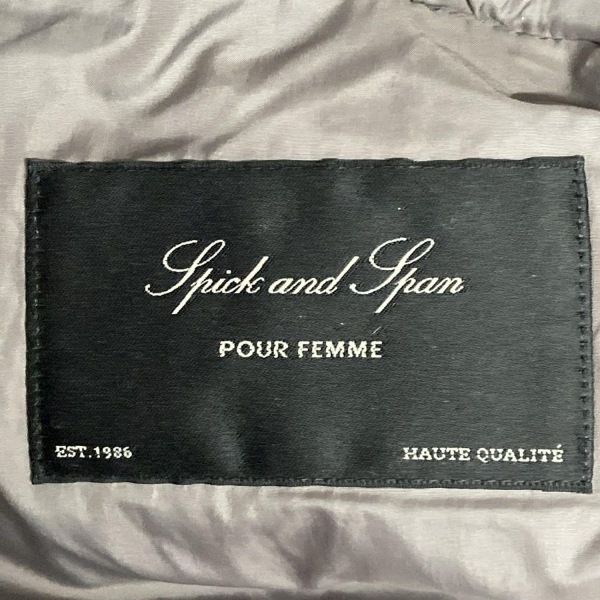 Spick and Span
POUR FEMME
EST.1986
HAUTE QUALITÉ